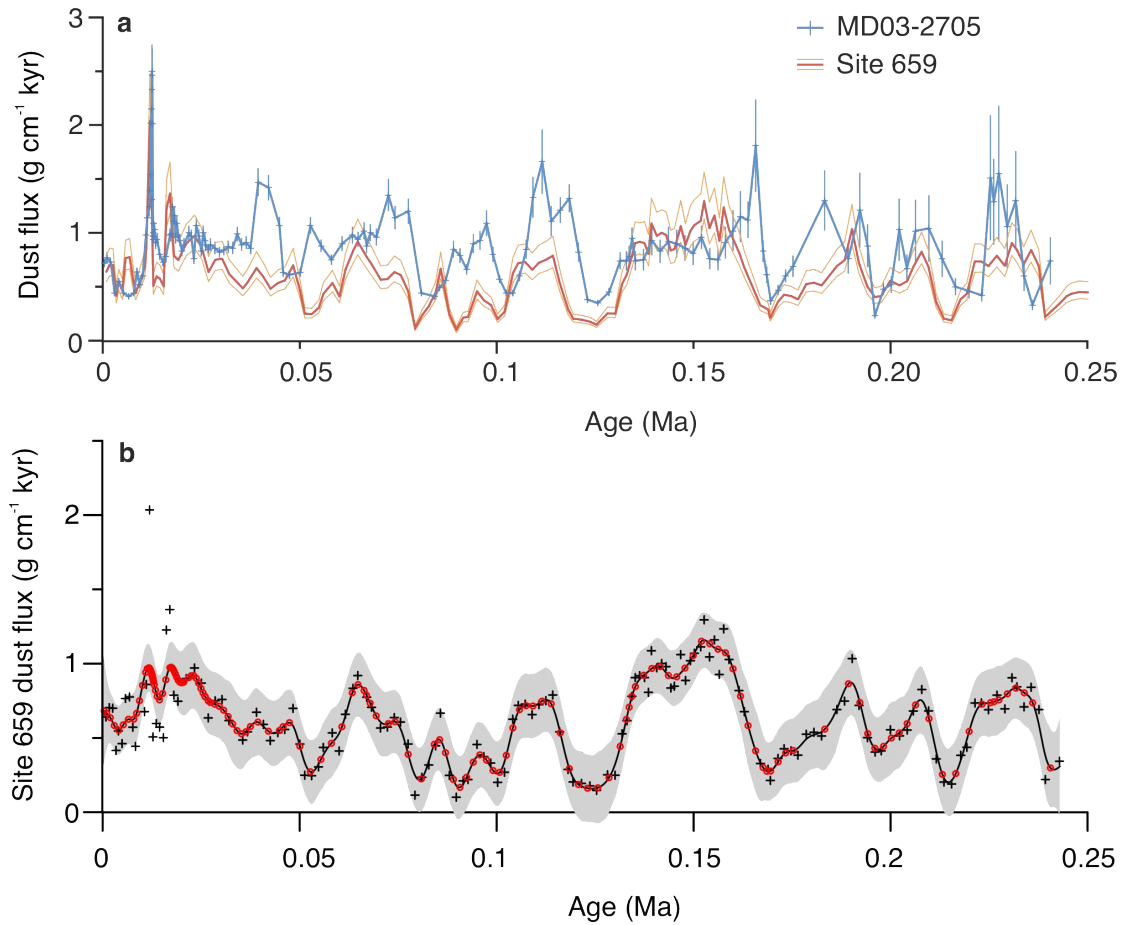 a
MD03-2705
Site 659
Dust flux (g cm⁻¹ kyr)
3
2
1
0
0 0.05 0.1 0.15 0.20 0.25
Age (Ma)
b
Site 659 dust flux (g cm⁻¹ kyr)
2
1
0
0 0.05 0.1 0.15 0.2 0.25
Age (Ma)